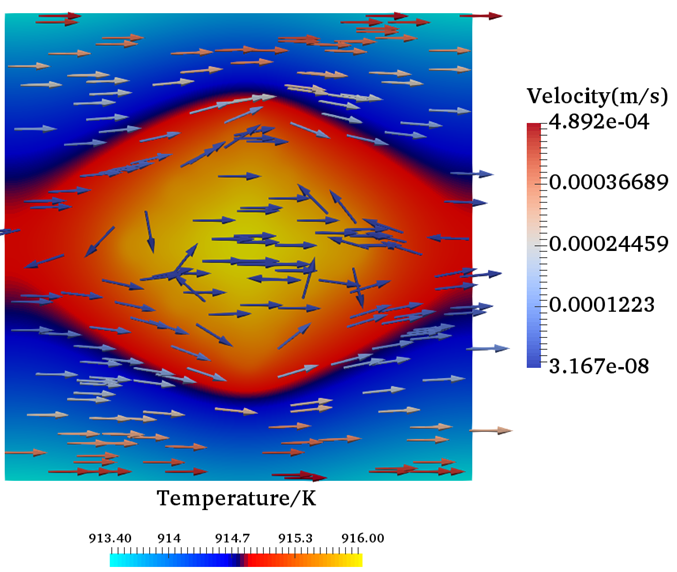 Velocity(m/s)
4.892e-04
0.00036689
0.00024459
0.0001223
3.167e-08
Temperature/K
913.40 914 914.7 915.3 916.00